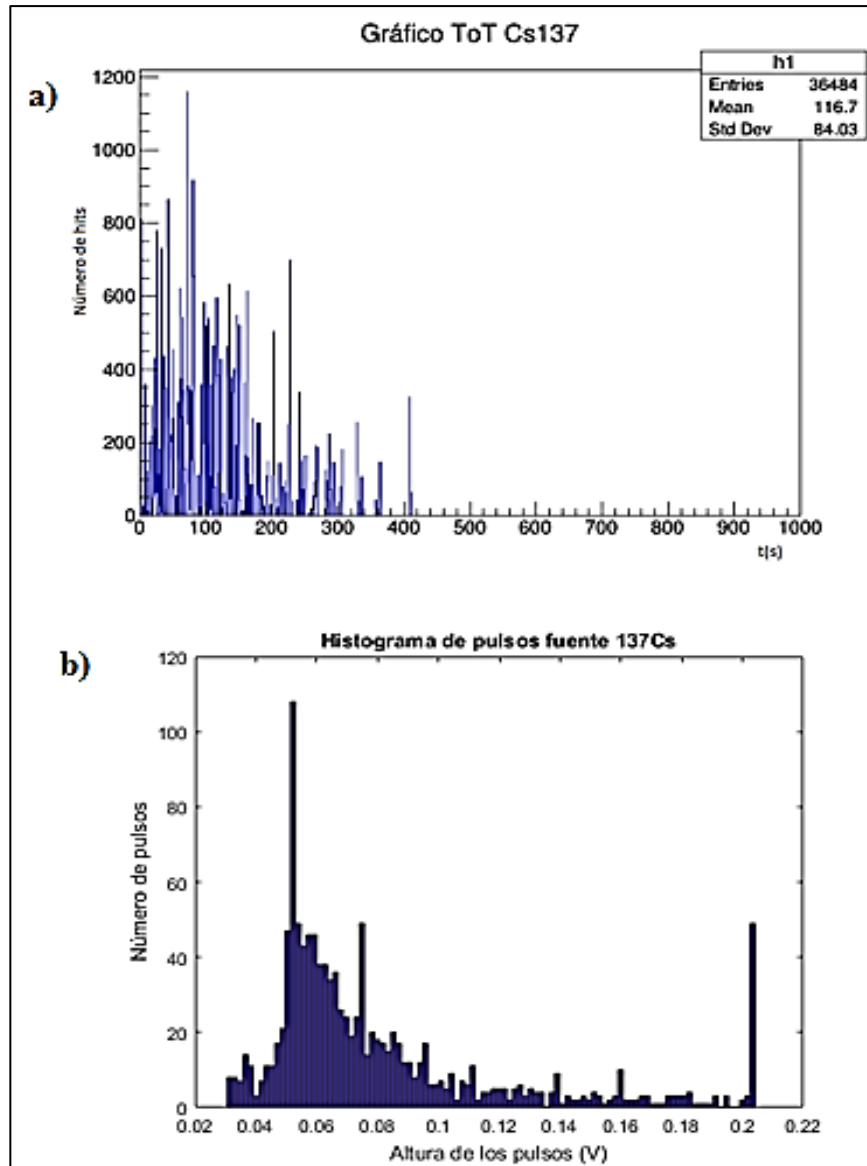 Gráfico ToT Cs137
a)
h1
Entries 36484
Mean 116.7
Std Dev 84.03
Número de hits
1200
1000
800
600
400
200
0
0 100 200 300 400 500 600 700 800 900 1000
t(s)
b)
Histograma de pulsos fuente 137Cs
Número de pulsos
120
100
80
60
40
20
0
0.02 0.04 0.06 0.08 0.1 0.12 0.14 0.16 0.18 0.2 0.22
Altura de los pulsos (V)